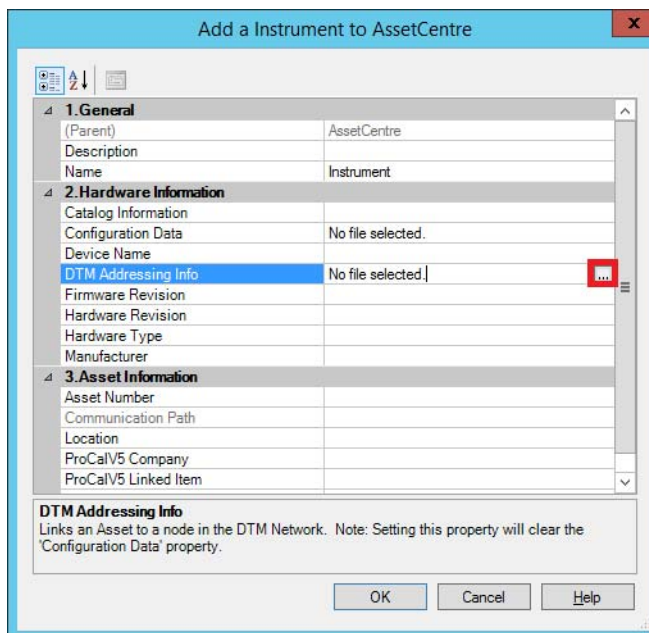 Add a Instrument to AssetCentre
x
A
Z
1.General
(Parent) AssetCentre
Description
Name Instrument
2.Hardware Information
Catalog Information
Configuration Data No file selected.
Device Name
DTM Addressing Info No file selected. ...
Firmware Revision
Hardware Revision
Hardware Type
Manufacturer
3.Asset Information
Asset Number
Communication Path
Location
ProCalV5 Company
ProCalV5 Linked Item
DTM Addressing Info
Links an Asset to a node in the DTM Network. Note: Setting this property will clear the
'Configuration Data' property.
OK Cancel Help